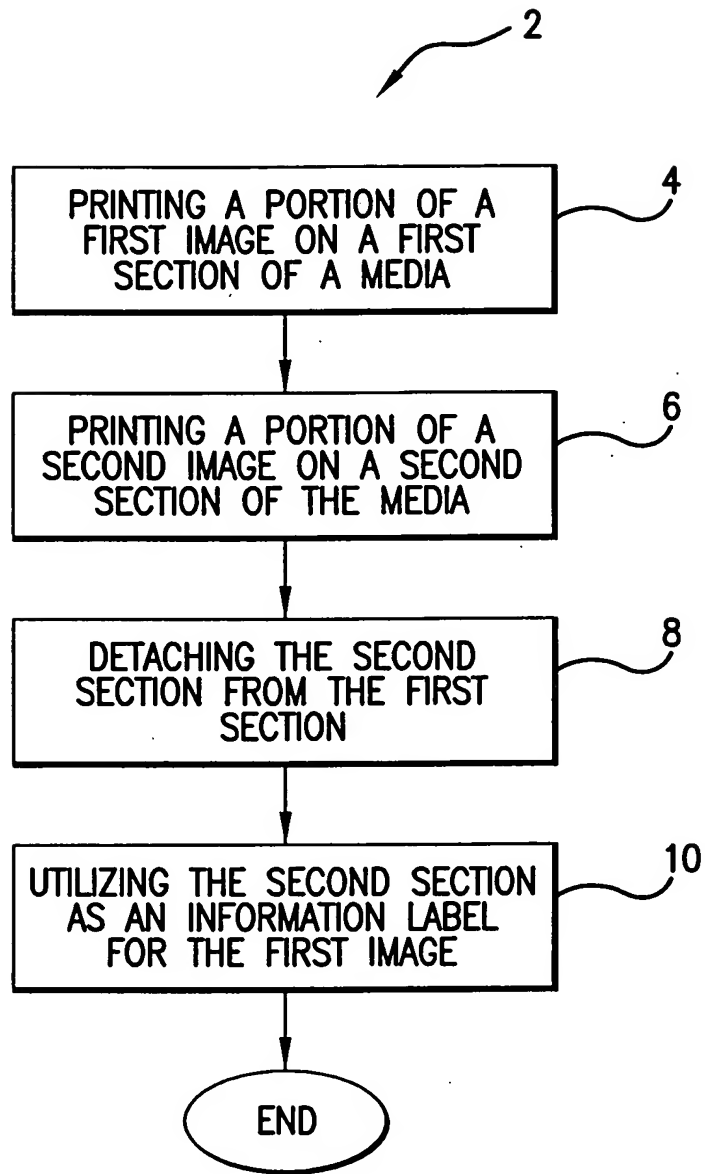 2
PRINTING A PORTION OF A
FIRST IMAGE ON A FIRST
SECTION OF A MEDIA
4
PRINTING A PORTION OF A
SECOND IMAGE ON A SECOND
SECTION OF THE MEDIA
6
DETACHING THE SECOND
SECTION FROM THE FIRST
SECTION
8
UTILIZING THE SECOND SECTION
AS AN INFORMATION LABEL
FOR THE FIRST IMAGE
10
END